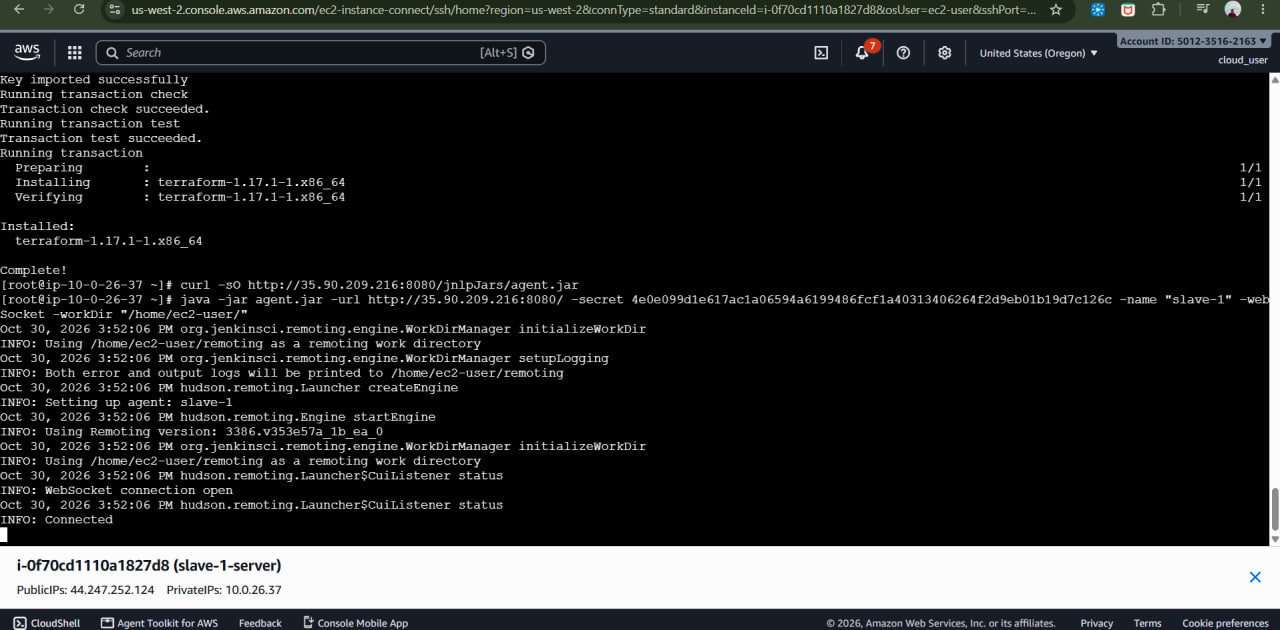 us-west-2.console.aws.amazon.com/ec2-instance-connect/ssh/home?region=us-west-2&connType=standard&instanceId=i-0f70cd1110a1827d8&osUser=ec2-user&sshPort=...
aws
Search
[Alt+S]
7
United States (Oregon)
Account ID: 5012-3516-2163
cloud_user
Key imported successfully
Running transaction check
Transaction check succeeded.
Running transaction test
Transaction test succeeded.
Running transaction
Preparing : 1/1
Installing : terraform-1.17.1-1.x86_64 1/1
Verifying : terraform-1.17.1-1.x86_64 1/1
Installed:
terraform-1.17.1-1.x86_64
Complete!
[root@ip-10-0-26-37 ~]# curl -sO http://35.90.209.216:8080/jnlpJars/agent.jar
[root@ip-10-0-26-37 ~]# java -jar agent.jar -url http://35.90.209.216:8080/ -secret 4e0e099d1e617ac1a06594a6199486fcf1a40313406264f2d9eb01b19d7c126c -name "slave-1" -web
Socket -workDir "/home/ec2-user/"
Oct 30, 2026 3:52:06 PM org.jenkinsci.remoting.engine.WorkDirManager initializeWorkDir
INFO: Using /home/ec2-user/remoting as a remoting work directory
Oct 30, 2026 3:52:06 PM org.jenkinsci.remoting.engine.WorkDirManager setupLogging
INFO: Both error and output logs will be printed to /home/ec2-user/remoting
Oct 30, 2026 3:52:06 PM hudson.remoting.Launcher createEngine
INFO: Setting up agent: slave-1
Oct 30, 2026 3:52:06 PM hudson.remoting.Engine startEngine
INFO: Using Remoting version: 3386.v353e57a_1b_ea_0
Oct 30, 2026 3:52:06 PM org.jenkinsci.remoting.engine.WorkDirManager initializeWorkDir
INFO: Using /home/ec2-user/remoting as a remoting work directory
Oct 30, 2026 3:52:06 PM hudson.remoting.Launcher$CuiListener status
INFO: WebSocket connection open
Oct 30, 2026 3:52:06 PM hudson.remoting.Launcher$CuiListener status
INFO: Connected
i-0f70cd1110a1827d8 (slave-1-server)
PublicIPs: 44.247.252.124 PrivateIPs: 10.0.26.37
CloudShell Agent Toolkit for AWS Feedback Console Mobile App © 2026, Amazon Web Services, Inc. or its affiliates. Privacy Terms Cookie preferences